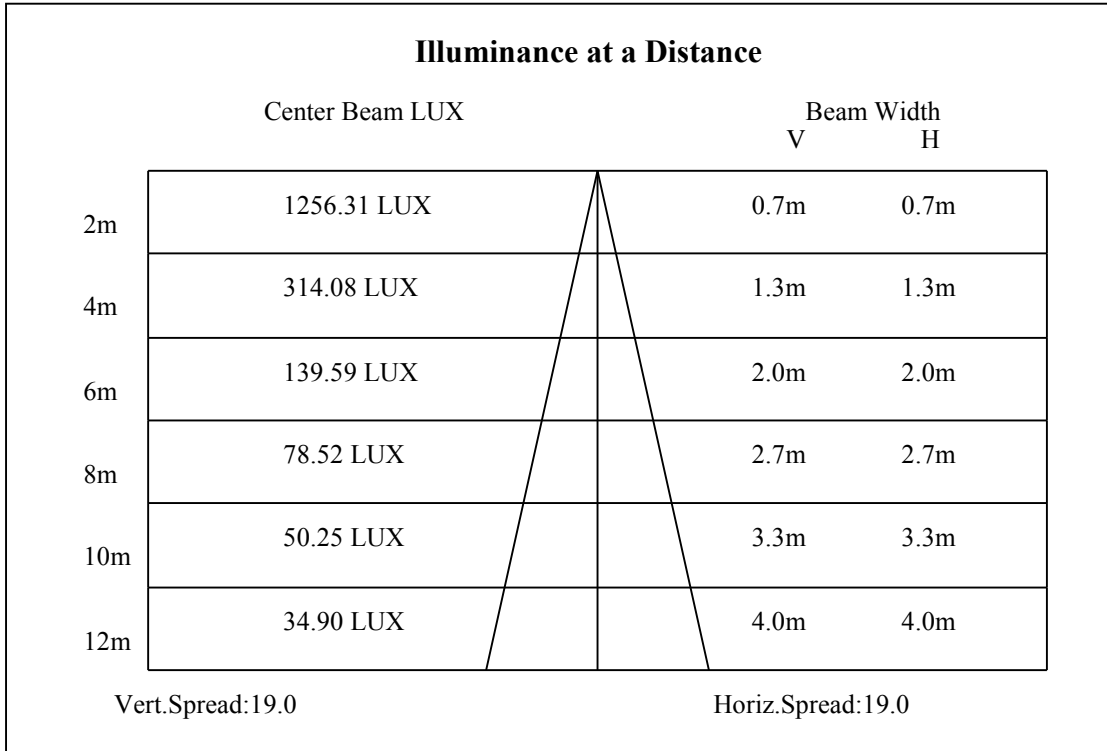 Illuminance at a Distance
Center Beam LUX Beam Width
V H
2m 1256.31 LUX 0.7m 0.7m
4m 314.08 LUX 1.3m 1.3m
6m 139.59 LUX 2.0m 2.0m
8m 78.52 LUX 2.7m 2.7m
10m 50.25 LUX 3.3m 3.3m
12m 34.90 LUX 4.0m 4.0m
Vert.Spread:19.0 Horiz.Spread:19.0